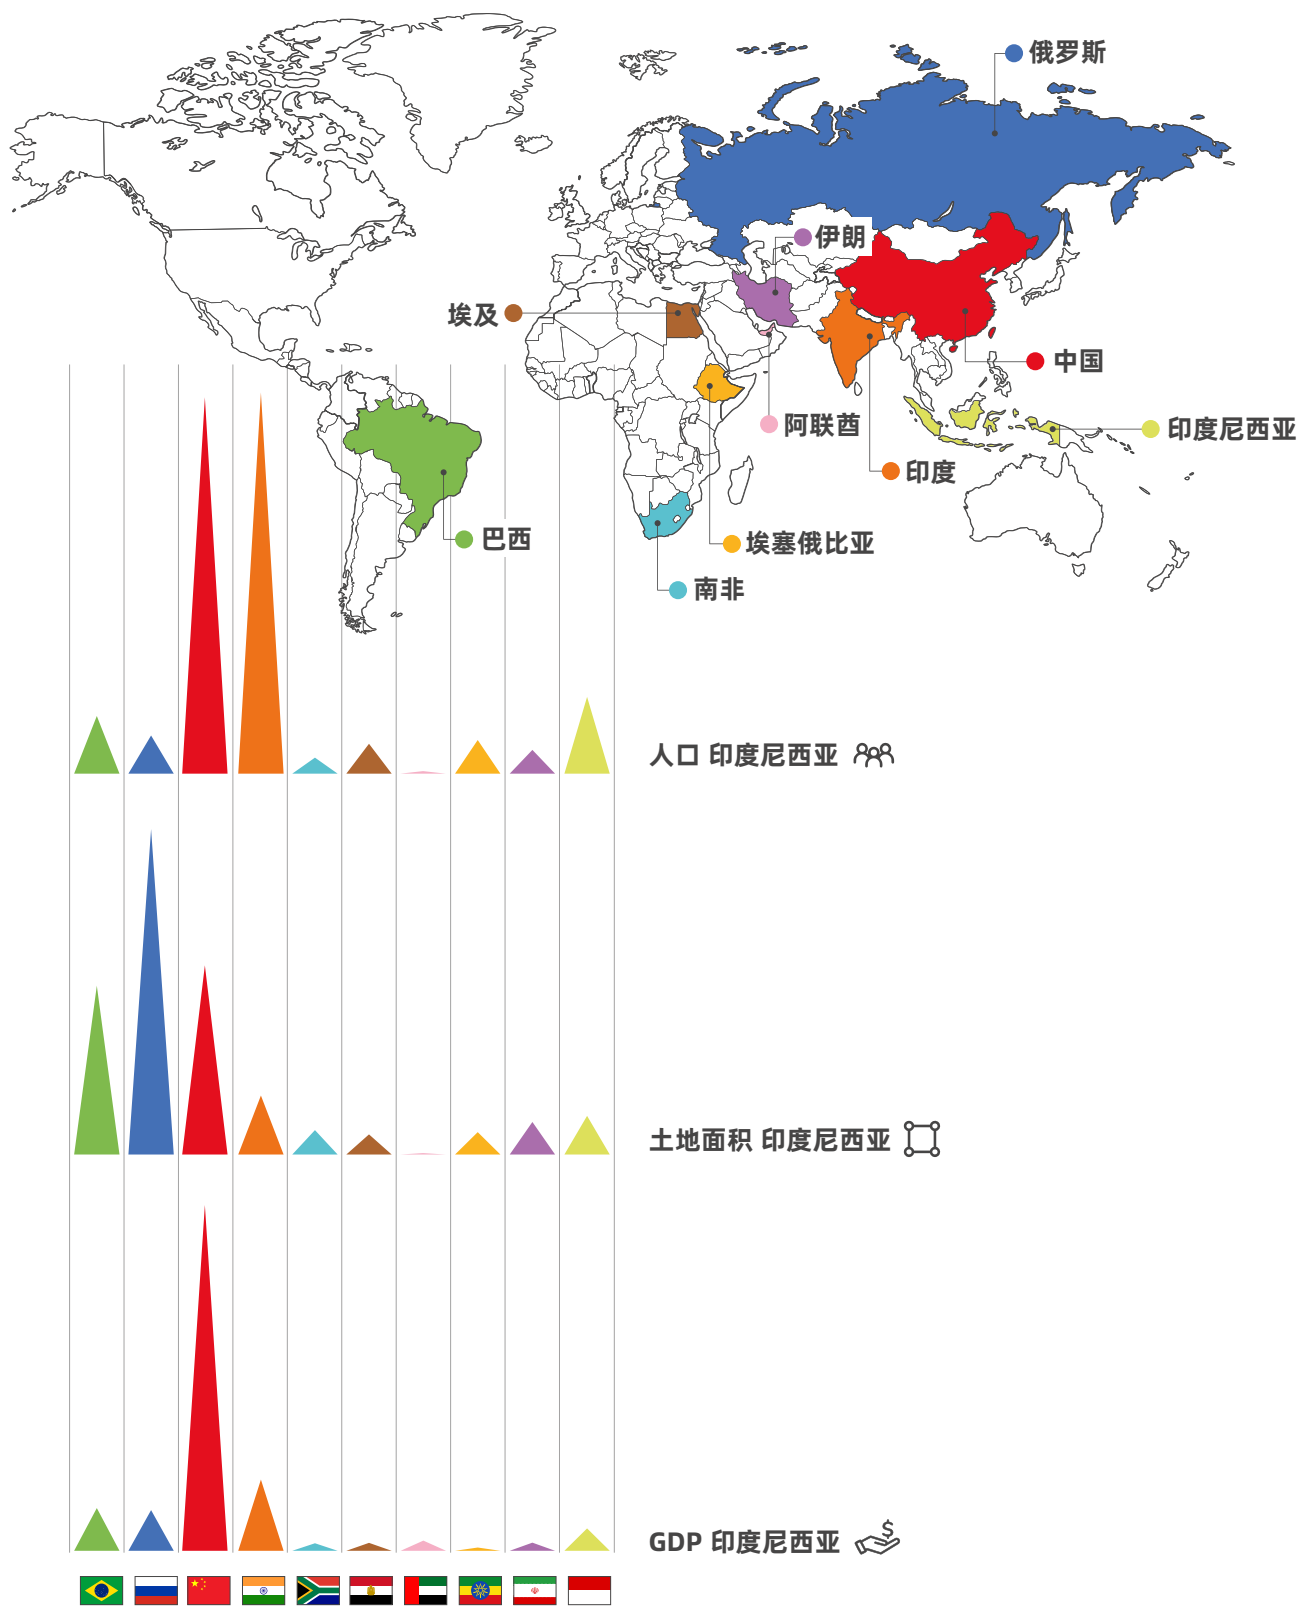 俄罗斯
伊朗
埃及
中国
阿联酋
印度尼西亚
印度
巴西
埃塞俄比亚
南非
人口 印度尼西亚
土地面积 印度尼西亚
GDP 印度尼西亚
$